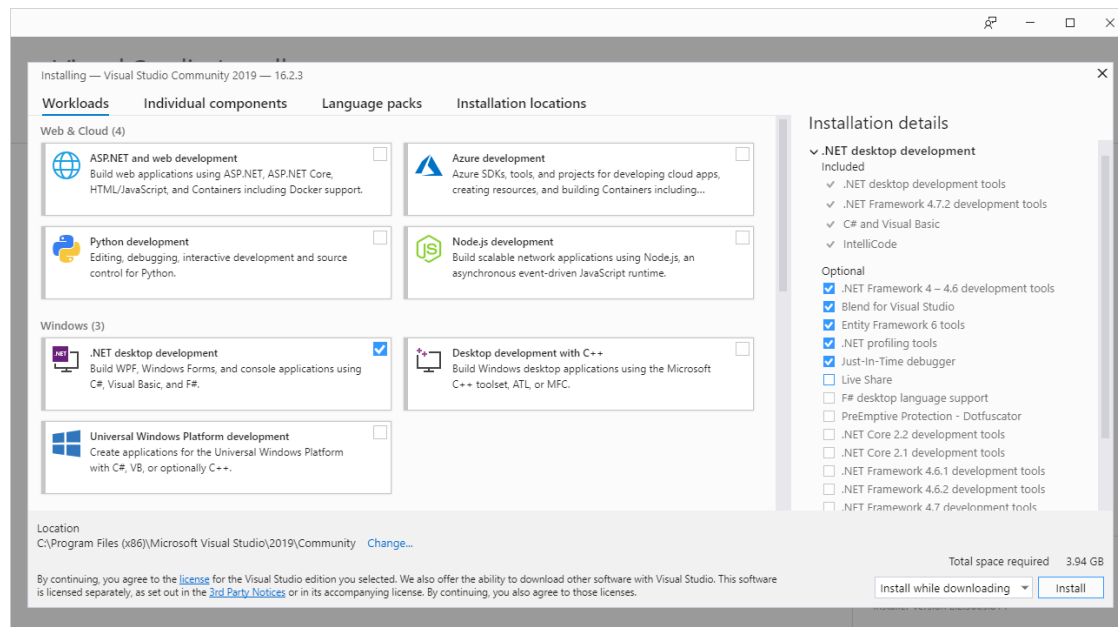 Installing — Visual Studio Community 2019 — 16.2.3
Workloads
Individual components
Language packs
Installation locations
Web & Cloud (4)
ASP.NET and web development
Build web applications using ASP.NET, ASP.NET Core,
HTML/JavaScript, and Containers including Docker support.
Azure development
Azure SDKs, tools, and projects for developing cloud apps,
creating resources, and building Containers including...
Python development
Editing, debugging, interactive development and source
control for Python.
Node.js development
Build scalable network applications using Node.js, an
asynchronous event-driven JavaScript runtime.
Windows (3)
.NET
.NET desktop development
Build WPF, Windows Forms, and console applications using
C#, Visual Basic, and F#.
Desktop development with C++
Build Windows desktop applications using the Microsoft
C++ toolset, ATL, or MFC.
Universal Windows Platform development
Create applications for the Universal Windows Platform
with C#, VB, or optionally C++.
Installation details
.NET desktop development
Included
.NET desktop development tools
.NET Framework 4.7.2 development tools
C# and Visual Basic
IntelliCode
Optional
.NET Framework 4 – 4.6 development tools
Blend for Visual Studio
Entity Framework 6 tools
.NET profiling tools
Just-In-Time debugger
Live Share
F# desktop language support
PreEmptive Protection - Dotfuscator
.NET Core 2.2 development tools
.NET Core 2.1 development tools
.NET Framework 4.6.1 development tools
.NET Framework 4.6.2 development tools
.NET Framework 4.7 development tools
Location
C:\Program Files (x86)\Microsoft Visual Studio\2019\Community Change...
By continuing, you agree to the license for the Visual Studio edition you selected. We also offer the ability to download other software with Visual Studio. This software
is licensed separately, as set out in the 3rd Party Notices or in its accompanying license. By continuing, you also agree to those licenses.
Total space required 3.94 GB
Install while downloading
Install